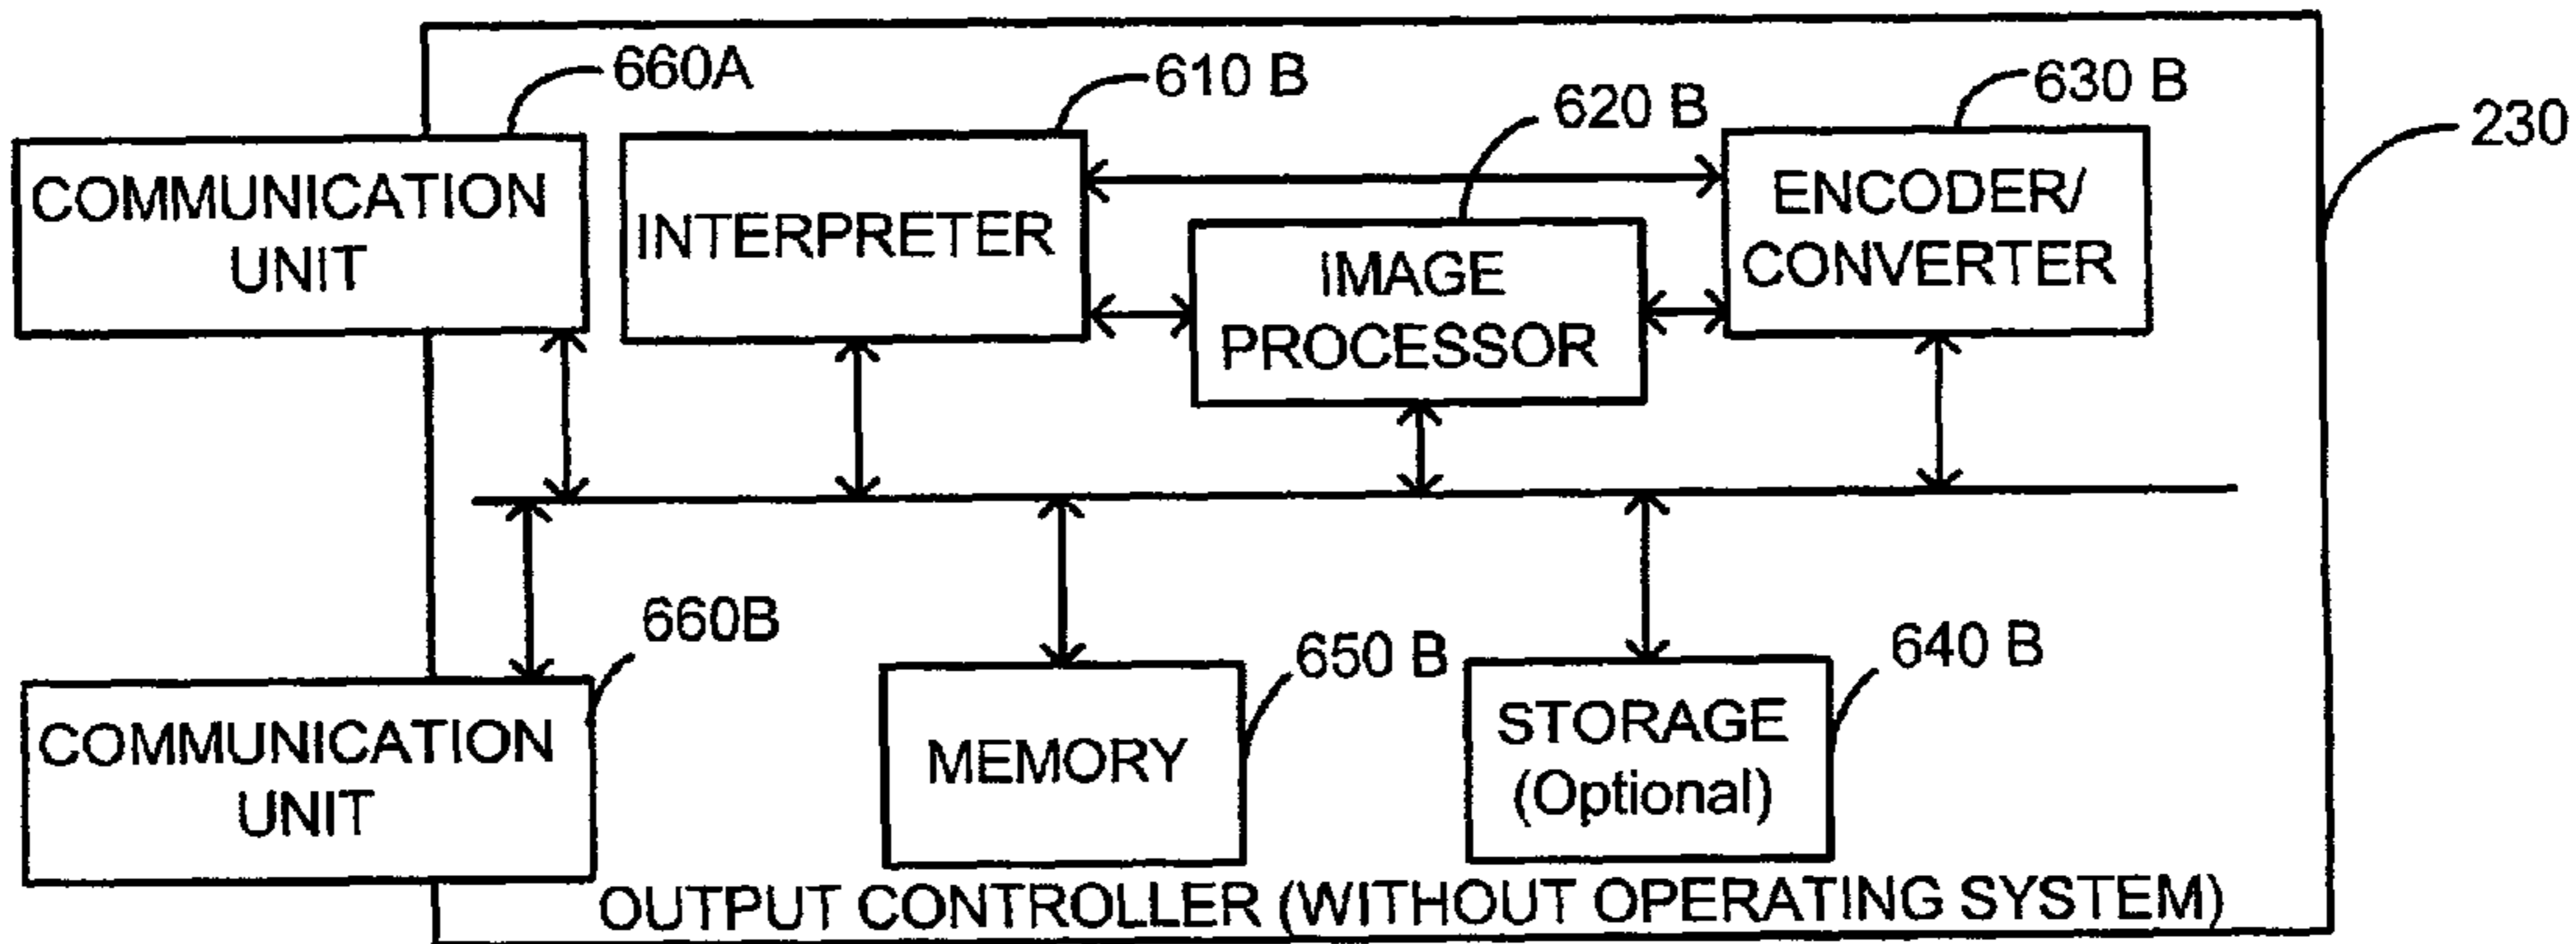 660A
610 B
620 B
630 B
230
COMMUNICATION
UNIT
INTERPRETER
IMAGE
PROCESSOR
ENCODER/
CONVERTER
660B
650 B
640 B
COMMUNICATION
UNIT
MEMORY
STORAGE
(Optional)
OUTPUT CONTROLLER (WITHOUT OPERATING SYSTEM)